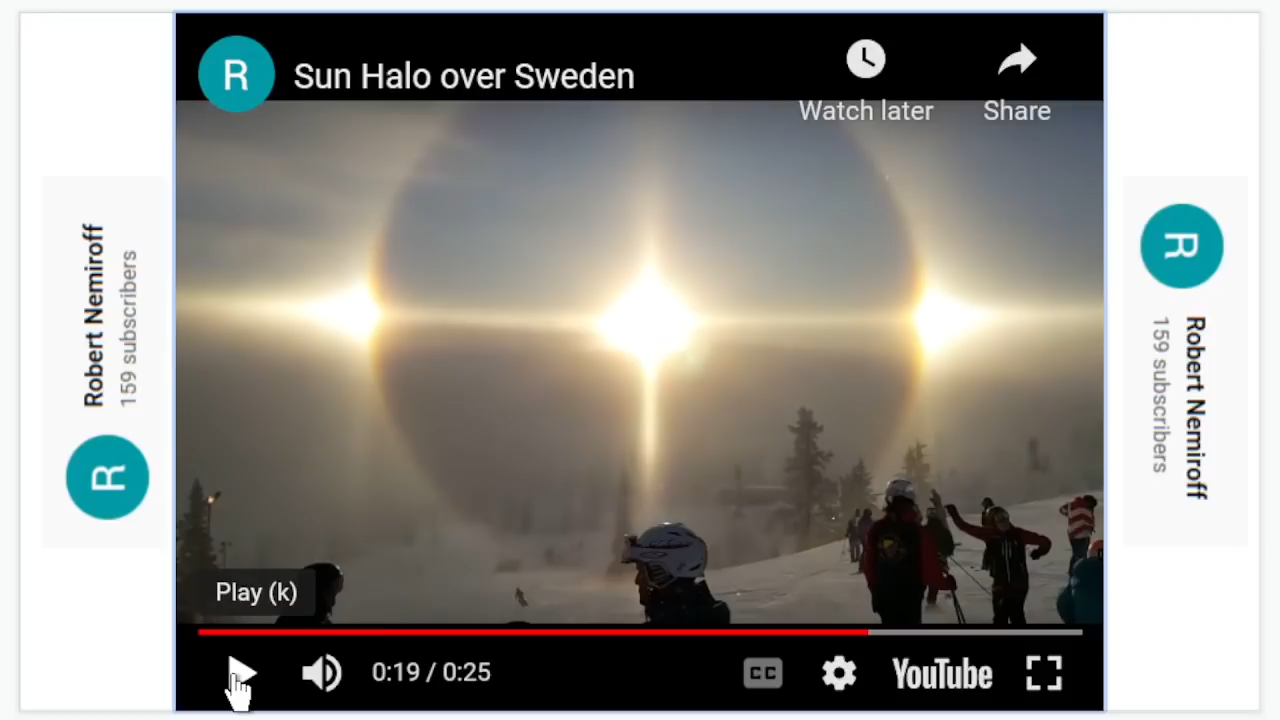 R
Sun Halo over Sweden
Watch later
Share
Robert Nemiroff
159 subscribers
R
R
Robert Nemiroff
159 subscribers
Play (k)
0:19 / 0:25
CC
YouTube